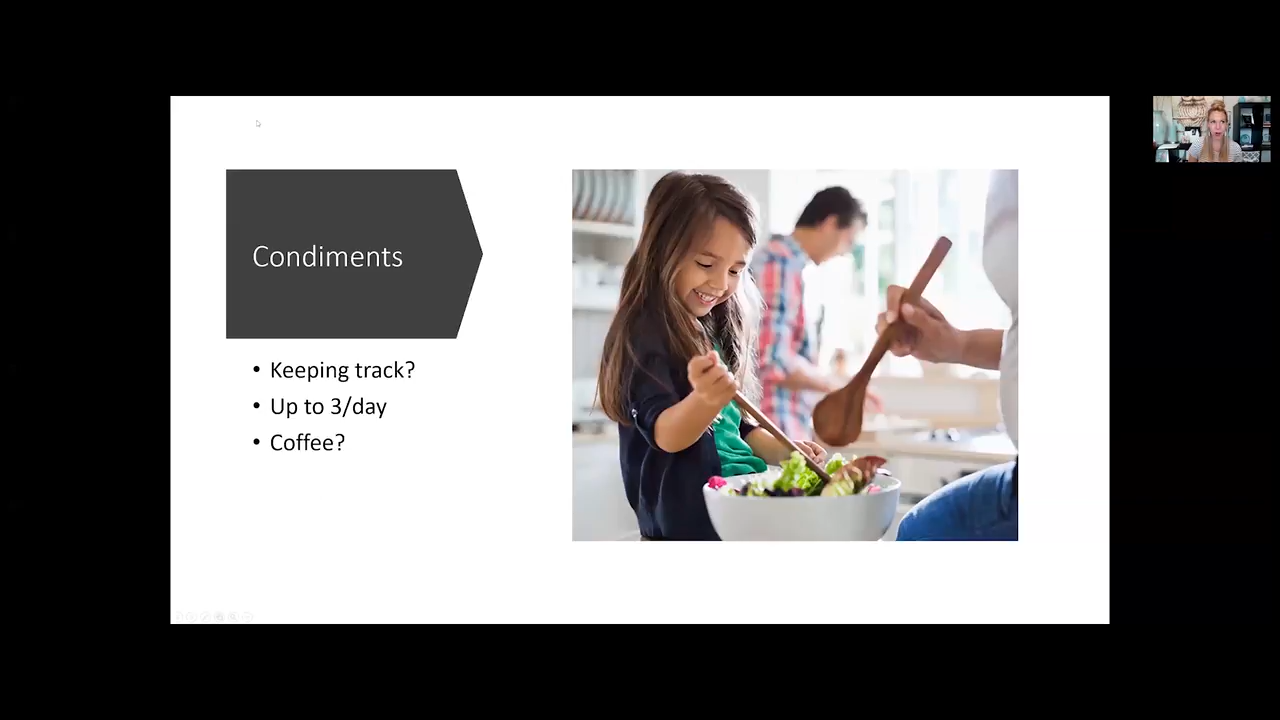 Condiments
• Keeping track?
• Up to 3/day
• Coffee?